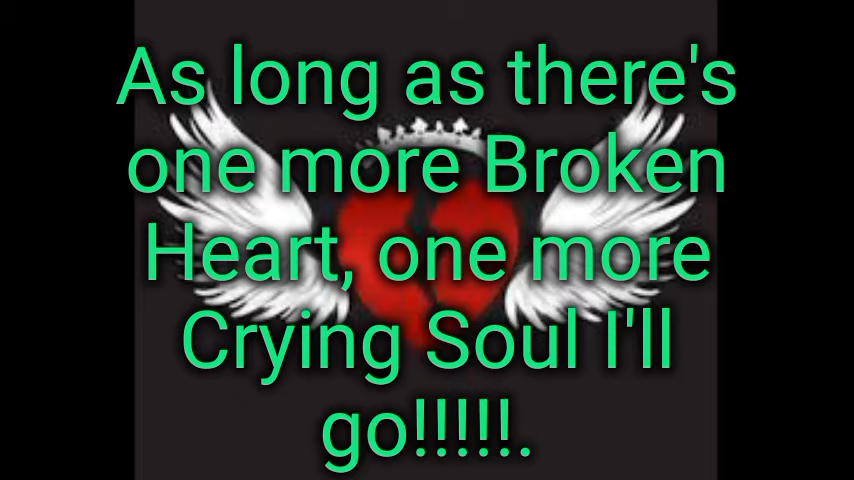 As long as there's
one more Broken
Heart, one more
Crying Soul I'll
go!!!!!.